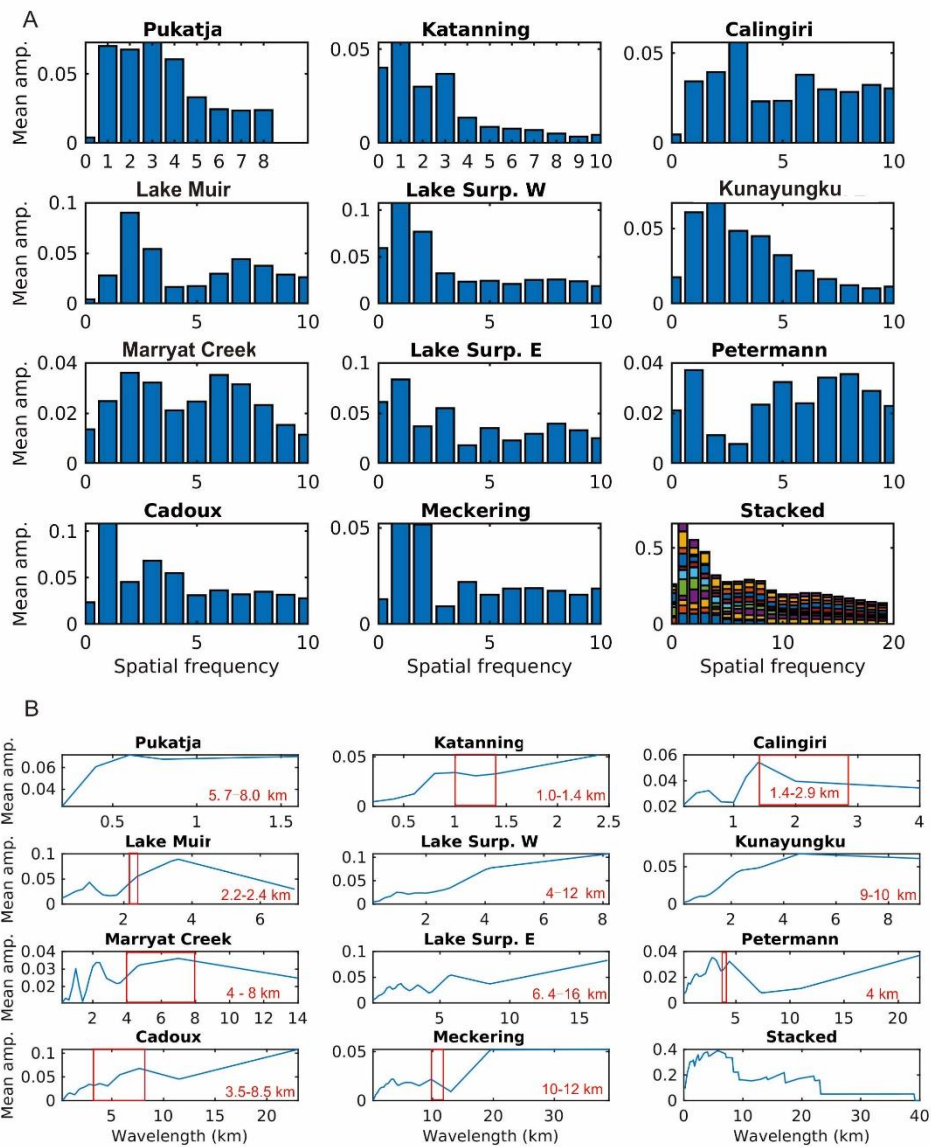 A
Pukatja Katanning Calingiri
Mean amp.
0.05 0
0 1 2 3 4 5 6 7 8
0.05 0
0 1 2 3 4 5 6 7 8 9 10
0.05 0
0 5 10
Lake Muir Lake Surp. W Kunayungku
Mean amp.
0.1 0.05 0
0 5 10
0.1 0.05 0
0 5 10
0.05 0
0 5 10
Marryat Creek Lake Surp. E Petermann
Mean amp.
0.04 0.02 0
0 5 10
0.1 0.05 0
0 5 10
0.04 0.02 0
0 10 20
Cadoux Meckering Stacked
Mean amp.
0.1 0.05 0
0 5 10
0.05 0
0 5 10
0.5 0
0 10 20
Spatial frequency Spatial frequency Spatial frequency
B
Pukatja Katanning Calingiri
Mean amp.
0.06 0.04
5.7–8.0 km
0.5 1 1.5
0.05 0
1.0-1.4 km
0.5 1 1.5 2 2.5
0.06 0.04 0.02
1.4-2.9 km
1 2 3 4
Lake Muir Lake Surp. W Kunayungku
Mean amp.
0.1 0.05 0
2.2-2.4 km
2 4 6
0.1 0.05 0
4–12 km
2 4 6 8
0.05 0
9-10 km
2 4 6 8
Marryat Creek Lake Surp. E Petermann
Mean amp.
0.04 0.03 0.02
4 - 8 km
2 4 6 8 10 12 14
0.1 0.05 0
6.4–16 km
5 10 15
0.04 0.02 0
4 km
5 10 15 20
Cadoux Meckering Stacked
Mean amp.
0.1 0.05 0
3.5-8.5 km
5 10 15 20
0.05 0
10-12 km
10 20 30
0.4 0.2 0
0 10 20 30 40
Wavelength (km) Wavelength (km) Wavelength (km)